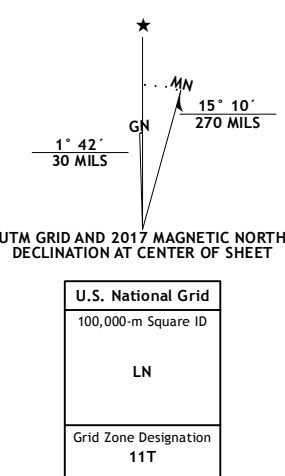 ★
MN
GN
15° 10´
270 MILS
1° 42´
30 MILS
UTM GRID AND 2017 MAGNETIC NORTH
DECLINATION AT CENTER OF SHEET
U.S. National Grid
100,000-m Square ID
LN
Grid Zone Designation
11T